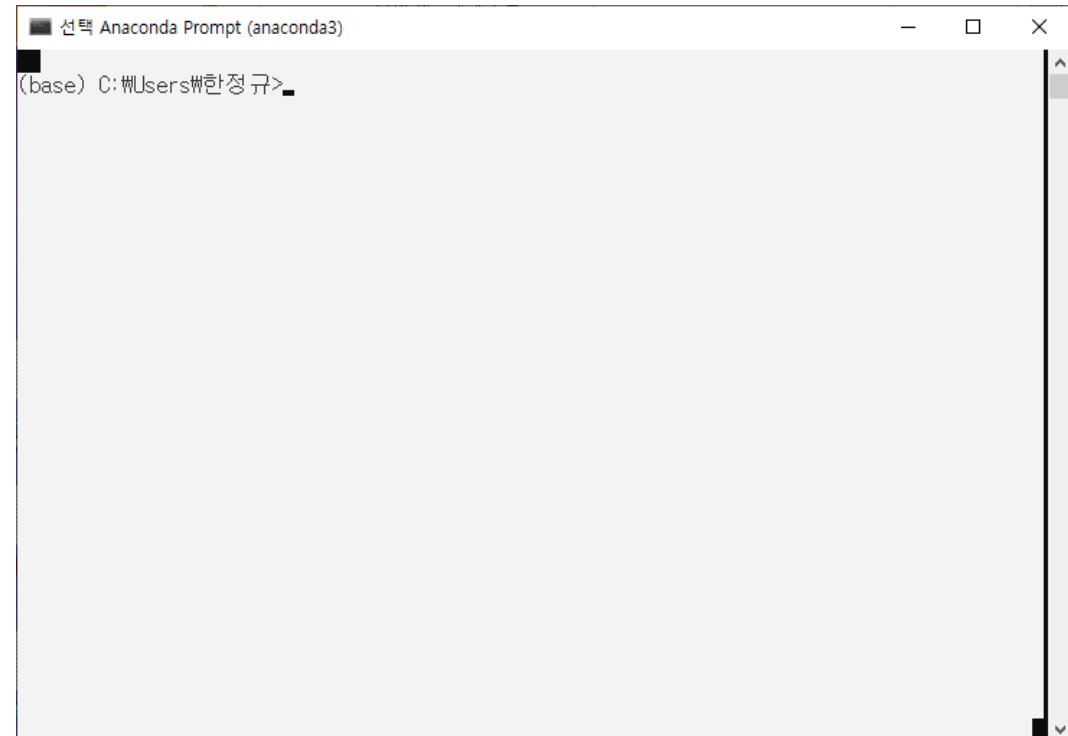 선택 Anaconda Prompt (anaconda3)
(base) C:₩Users₩한정규>